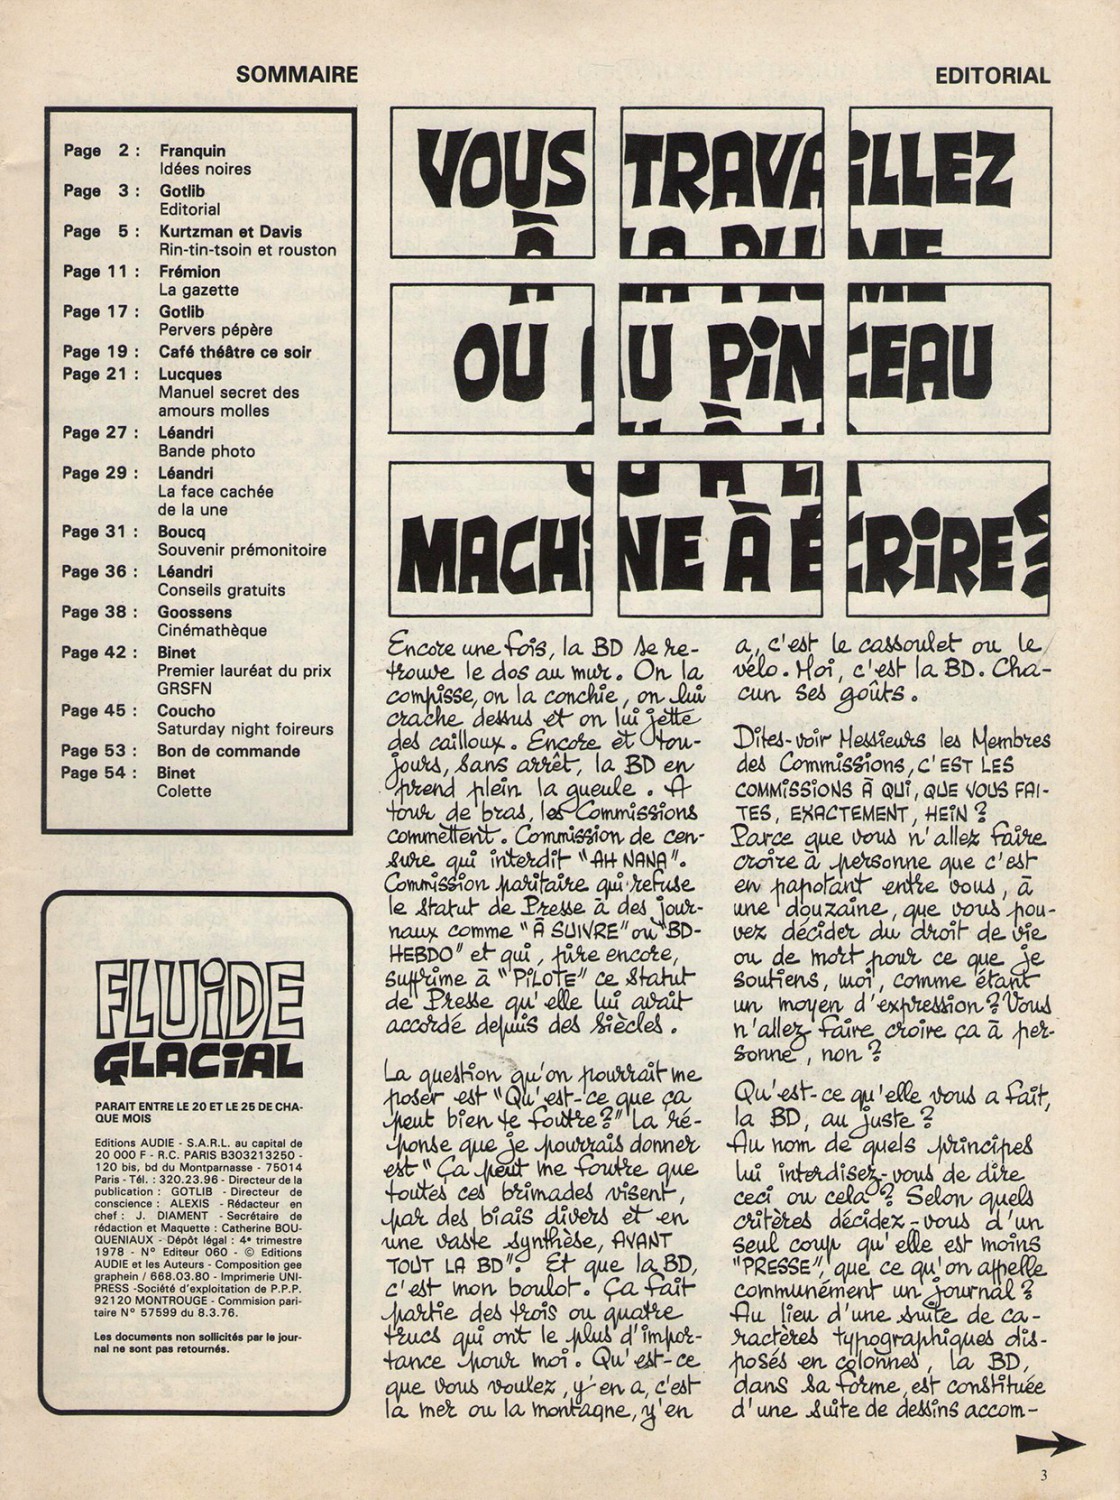 SOMMAIRE
Page 2 : Franquin
Idées noires
Page 3 : Gotlib
Editorial
Page 5 : Kurtzman et Davis
Rin-tin-tsoin et rouston
Page 11 : Frémion
La gazette
Page 17 : Gotlib
Pervers pépère
Page 19 : Café théâtre ce soir
Page 21 : Lucques
Manuel secret des
amours molles
Page 27 : Léandri
Bande photo
Page 29 : Léandri
La face cachée
de la une
Page 31 : Boucq
Souvenir prémonitoire
Page 36 : Léandri
Conseils gratuits
Page 38 : Goossens
Cinémathèque
Page 42 : Binet
Premier lauréat du prix
GRSFN
Page 45 : Coucho
Saturday night foireurs
Page 53 : Bon de commande
Page 54 : Binet
Colette
FLUiDE
GLACiAL
PARAIT ENTRE LE 20 ET LE 25 DE CHA-
QUE MOIS
Editions AUDIE - S.A.R.L. au capital de
20 000 F - R.C. PARIS B303213250 -
120 bis, bd du Montparnasse - 75014
Paris - Tél. : 320.23.96 - Directeur de la
publication : GOTLIB - Directeur de
conscience : ALEXIS - Rédacteur en
chef : J. DIAMENT - Secrétaire de
rédaction et Maquette : Catherine BOU-
QUENIAUX - Dépôt légal : 4e trimestre
1978 - N° Editeur 060 - © Editions
AUDIE et les Auteurs - Composition gee
graphein / 668.03.80 - Imprimerie UNI-
PRESS -Société d'exploitation de P.P.P.
92120 MONTROUGE - Commision pari-
taire N° 57599 du 8.3.76.
Les documents non sollicités par le jour-
nal ne sont pas retournés.
EDITORIAL
VOUS TRAVAiLLEZ
À LA PLUME
OU AU PiNCEAU
OU À LA
MACHiNE À ÉCRiRE?
Encore une fois, la BD se re-
trouve le dos au mur. On la
compisse, on la conchie, on lui
crache dessus et on lui jette
des cailloux. Encore et tou-
jours, sans arrêt, la BD en
prend plein la gueule. A
tour de bras, les Commissions
commettent. Commission de cen-
sure qui interdit "AH NANA".
Commission paritaire qui refuse
le statut de Presse à des jour-
naux comme "À SUIVRE" ou "BD-
HEBDO" et qui, pire encore,
supprime à "PiLOTE" ce statut
de Presse qu'elle lui avait
accordé depuis des siècles.
La question qu'on pourrait me
poser est "Qu'est-ce que ça
peut bien te foutre?" La ré-
ponse que je pourrais donner
est "Ça peut me foutre que
toutes ces brimades visent,
par des biais divers et en
une vaste synthèse, AVANT
TOUT LA BD". Et que la BD,
c'est mon boulot. Ça fait
partie des trois ou quatre
trucs qui ont le plus d'impor-
tance pour moi. Qu'est-ce
que vous voulez, y'en a, c'est
la mer ou la montagne, y'en
a, c'est le cassoulet ou le
vélo. Moi, c'est la BD. Cha-
cun ses goûts.
Dites-voir Messieurs les Membres
des Commissions, C'EST LES
COMMISSIONS À QUI, QUE VOUS FAI-
TES, EXACTEMENT, HEIN ?
Parce que vous n'allez faire
croire à personne que c'est
en papotant entre vous, à
une douzaine, que vous pou-
vez décider du droit de vie
ou de mort pour ce que je
soutiens, moi, comme étant
un moyen d'expression ? Vous
n'allez faire croire ça à per-
sonne, non ?
Qu'est-ce qu'elle vous a fait,
la BD, au juste ?
Au nom de quels principes
lui interdisez-vous de dire
ceci ou cela ? Selon quels
critères décidez-vous d'un
seul coup qu'elle est moins
"PRESSE", que ce qu'on appelle
communément un journal ?
Au lieu d'une suite de ca-
ractères typographiques dis-
posés en colonnes, la BD,
dans sa forme, est constituée
d'une suite de dessins accom-
3